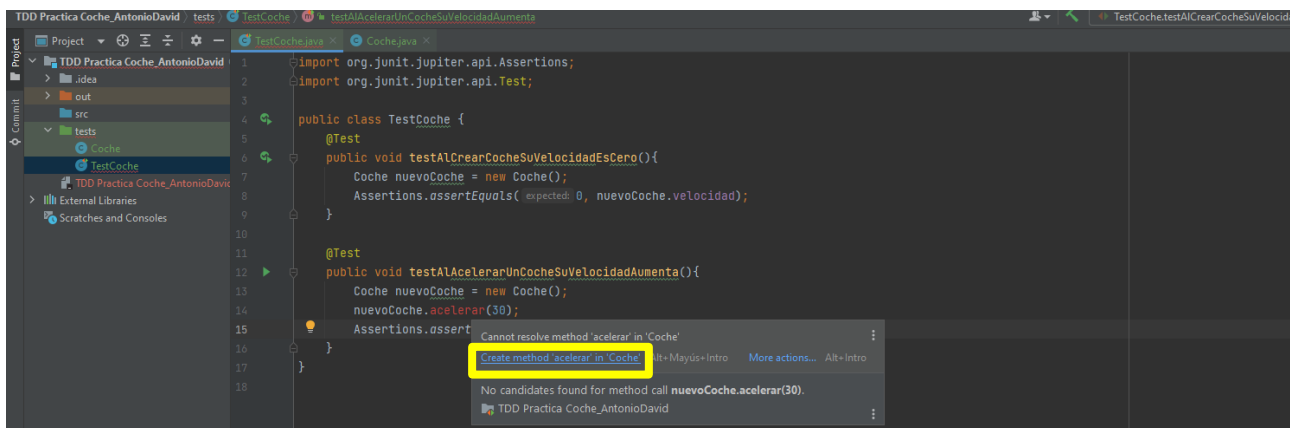 TDD Practica Coche_AntonioDavid tests TestCoche testAlAcelerarUnCocheSuVelocidadAumenta TestCoche.testAlCrearCocheSuVelocida
Project TestCoche.java Coche.java
Project
Commit
TDD Practica Coche_AntonioDavid
.idea
out
src
tests
Coche
TestCoche
TDD Practica Coche_AntonioDavid
External Libraries
Scratches and Consoles
1 import org.junit.jupiter.api.Assertions;
2 import org.junit.jupiter.api.Test;
3
4 public class TestCoche {
5 @Test
6 public void testAlCrearCocheSuVelocidadEsCero(){
7 Coche nuevoCoche = new Coche();
8 Assertions.assertEquals( expected: 0, nuevoCoche.velocidad);
9 }
10
11 @Test
12 public void testAlAcelerarUnCocheSuVelocidadAumenta(){
13 Coche nuevoCoche = new Coche();
14 nuevoCoche.acelerar(30);
15 Assertions.assert
16 }
17 }
18
Cannot resolve method 'acelerar' in 'Coche'
Create method 'acelerar' in 'Coche' Alt+Mayús+Intro More actions... Alt+Intro
No candidates found for method call nuevoCoche.acelerar(30).
TDD Practica Coche_AntonioDavid